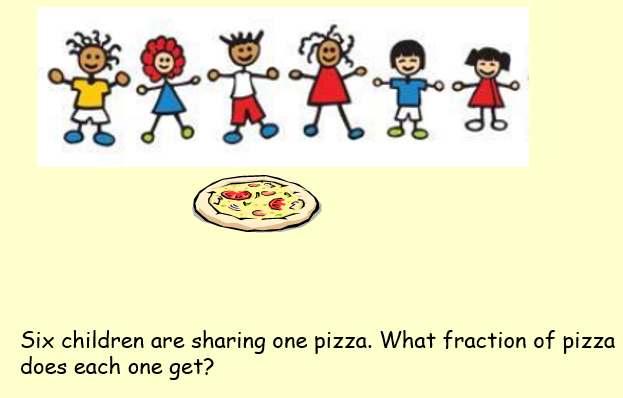 Six children are sharing one pizza. What fraction of pizza
does each one get?